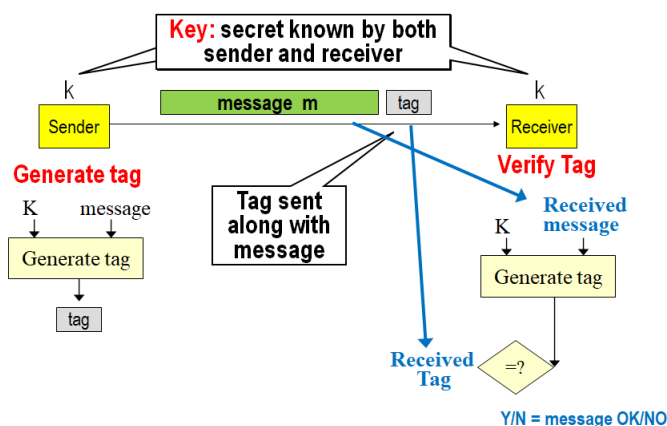 Key: secret known by both
sender and receiver
k
k
message m
tag
Sender
Receiver
Generate tag
Verify Tag
Tag sent
along with
message
K
message
Received
message
K
Generate tag
Generate tag
tag
Received
Tag
=?
Y/N = message OK/NO